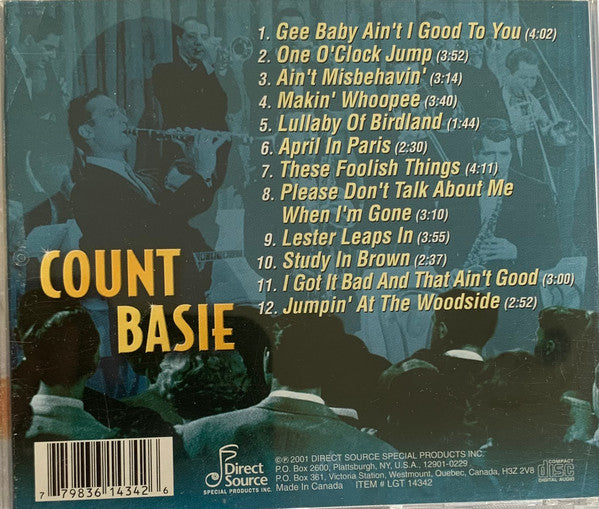 1. Gee Baby Ain't I Good To You (4:02)
2. One O'Clock Jump (3:52)
3. Ain't Misbehavin' (3:14)
4. Makin' Whoopee (3:40)
5. Lullaby Of Birdland (1:44)
6. April In Paris (2:30)
7. These Foolish Things (4:11)
8. Please Don't Talk About Me
When I'm Gone (3:10)
9. Lester Leaps In (3:55)
10. Study In Brown (2:37)
11. I Got It Bad And That Ain't Good (3:00)
12. Jumpin' At The Woodside (2:52)
COUNT
BASIE
7 79836 14342 6
Direct
Source
SPECIAL PRODUCTS INC.
©℗ 2001 DIRECT SOURCE SPECIAL PRODUCTS INC.
P.O. Box 2600, Plattsburgh, NY, U.S.A., 12901-0229
P.O. Box 361, Victoria Station, Westmount, Quebec, Canada, H3Z 2V8
Made In Canada ITEM # LGT 14342
COMPACT
disc
DIGITAL AUDIO